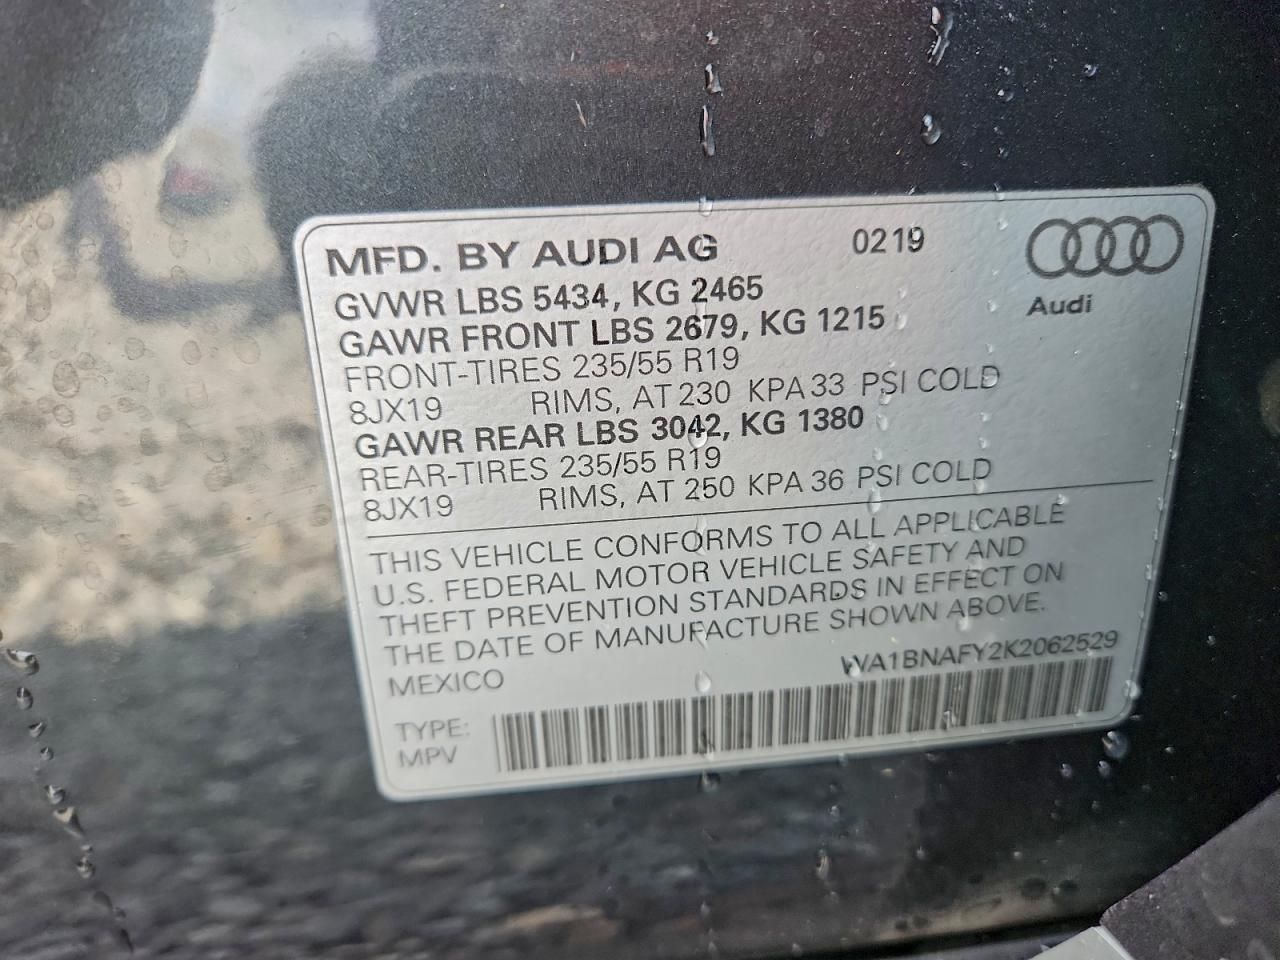 MFD. BY AUDI AG 0219
GVWR LBS 5434, KG 2465
Audi
GAWR FRONT LBS 2679, KG 1215
FRONT-TIRES 235/55 R19
8JX19 RIMS, AT 230 KPA 33 PSI COLD
GAWR REAR LBS 3042, KG 1380
REAR-TIRES 235/55 R19
8JX19 RIMS, AT 250 KPA 36 PSI COLD
THIS VEHICLE CONFORMS TO ALL APPLICABLE
U.S. FEDERAL MOTOR VEHICLE SAFETY AND
THEFT PREVENTION STANDARDS IN EFFECT ON
THE DATE OF MANUFACTURE SHOWN ABOVE.
MEXICO WA1BNAFY2K2062529
TYPE:
MPV